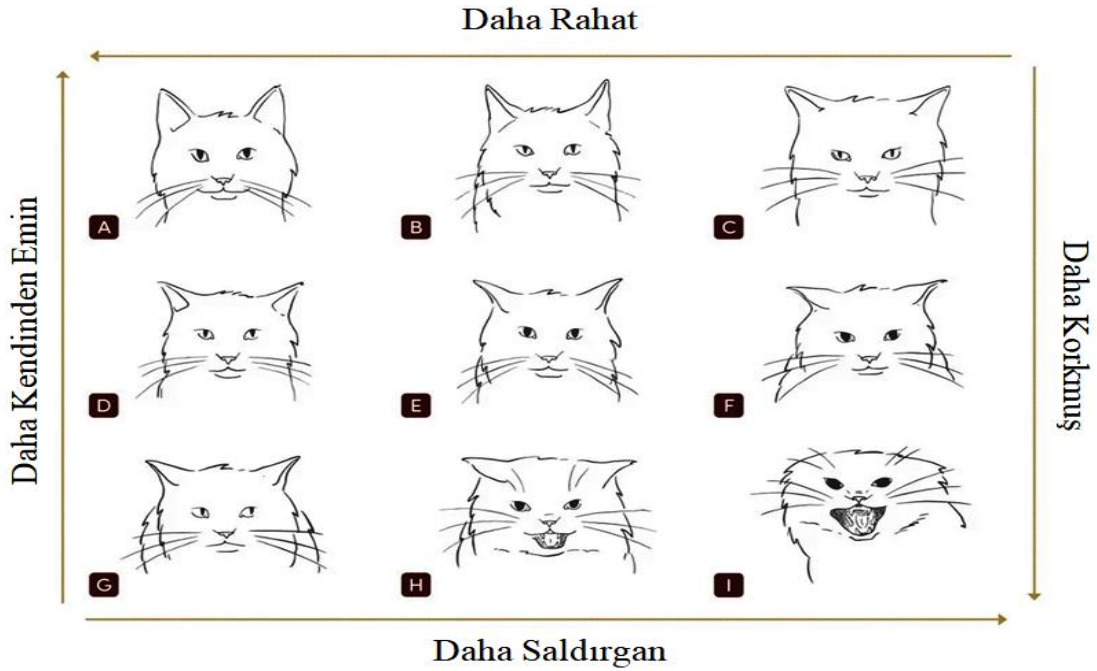 Daha Rahat
Daha Kendinden Emin
A
B
C
D
E
F
G
H
I
Daha Korkmuş
Daha Saldırgan